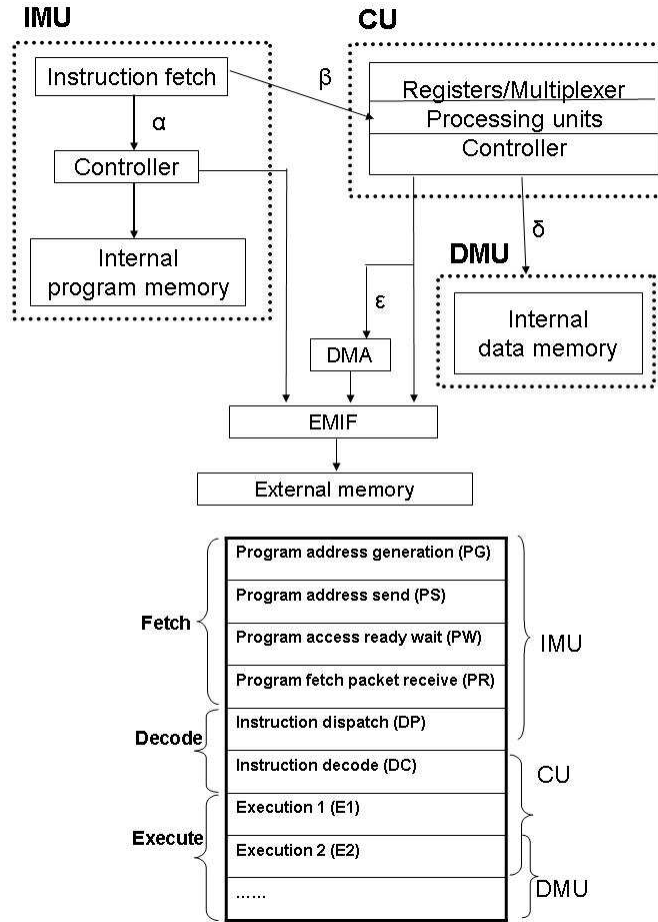 IMU
CU
Instruction fetch
β
Registers/Multiplexer
Processing units
Controller
α
Controller
Internal
program memory
δ
DMU
ε
Internal
data memory
DMA
EMIF
External memory
Program address generation (PG)
Program address send (PS)
Fetch
Program access ready wait (PW)
IMU
Program fetch packet receive (PR)
Instruction dispatch (DP)
Decode
Instruction decode (DC)
CU
Execution 1 (E1)
Execute
Execution 2 (E2)
DMU
......